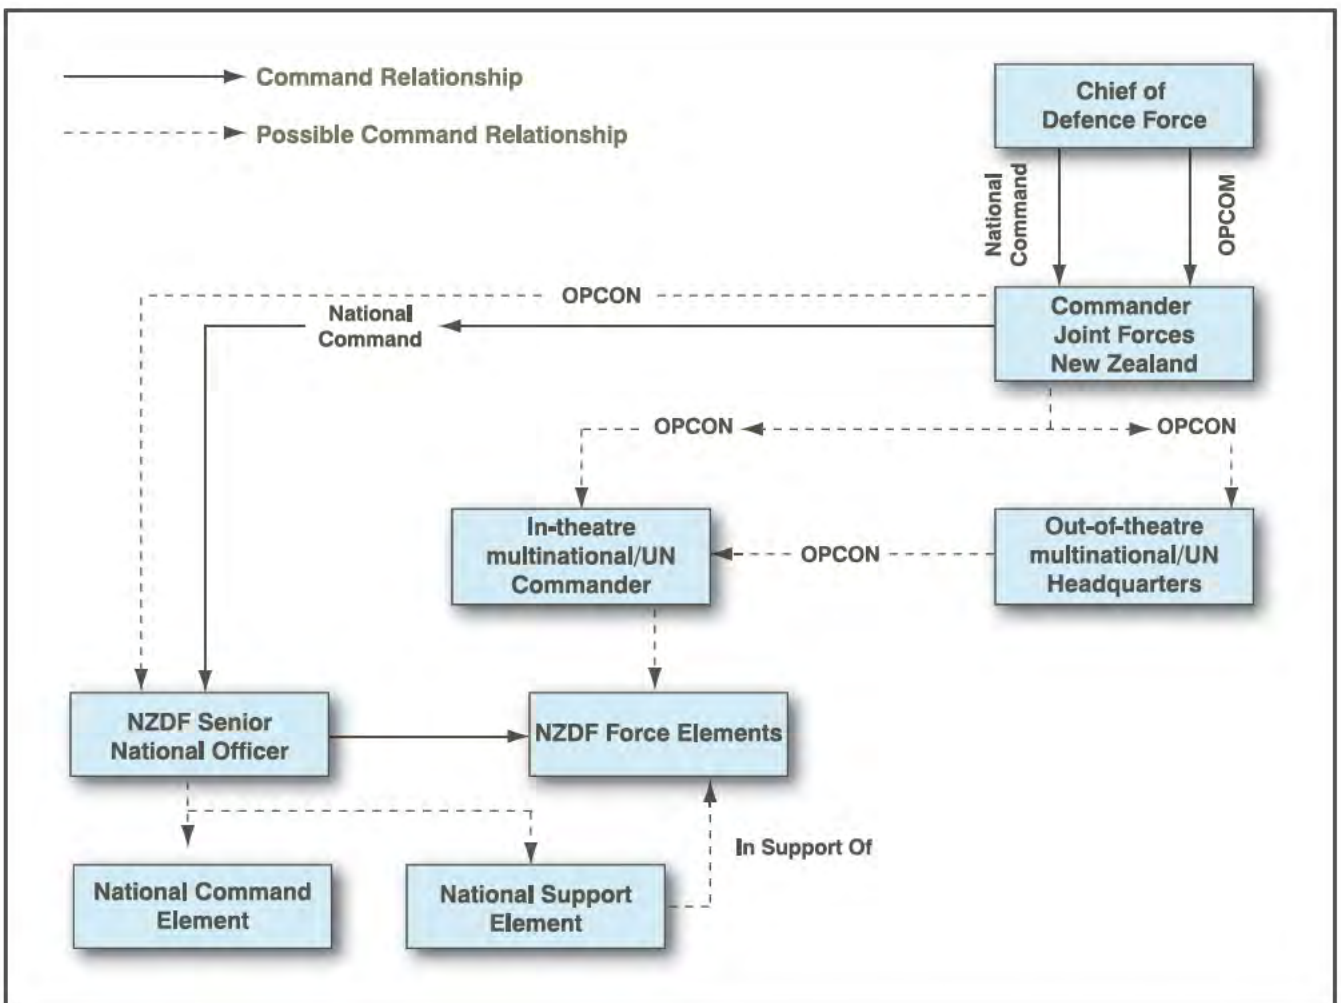 Command Relationship
Possible Command Relationship
Chief of
Defence Force
National
Command
OPCOM
OPCON
National
Command
Commander
Joint Forces
New Zealand
OPCON
OPCON
In-theatre
multinational/UN
Commander
OPCON
Out-of-theatre
multinational/UN
Headquarters
NZDF Senior
National Officer
NZDF Force Elements
In Support Of
National Command
Element
National Support
Element